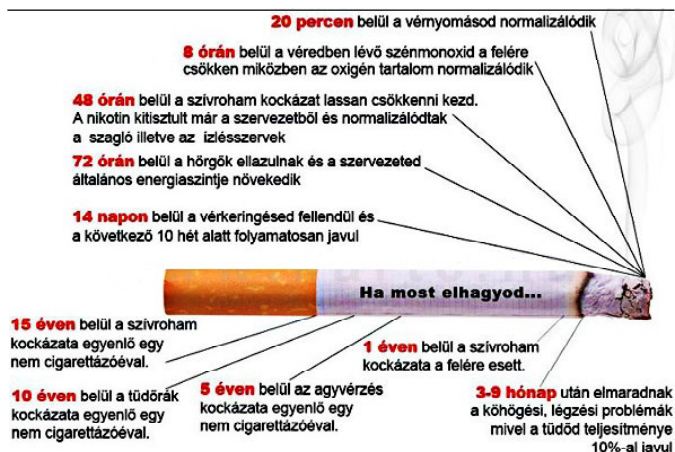 20 percen belül a vérnyomásod normalizálódik
8 órán belül a véredben lévő szénmonoxid a felére
csökken miközben az oxigén tartalom normalizálódik
48 órán belül a szívroham kockázat lassan csökkenni kezd.
A nikotin kitisztult már a szervezetből és normalizálódtak
a szagló illetve az ízlésszervek
72 órán belül a hörgők ellazulnak és a szervezeted
általános energiaszintje növekedik
14 napon belül a vérkeringésed fellendül és
a következő 10 hét alatt folyamatosan javul
Ha most elhagyod...
15 éven belül a szívroham
kockázata egyenlő egy
nem cigarettázóéval.
10 éven belül a tüdőrák
kockázata egyenlő egy
nem cigarettázóéval.
5 éven belül az agyvérzés
kockázata egyenlő egy
nem cigarettázóéval.
1 éven belül a szívroham
kockázata a felére esett.
3-9 hónap után elmaradnak
a köhögési, légzési problémák
mivel a tüdőd teljesítménye
10%-al javul